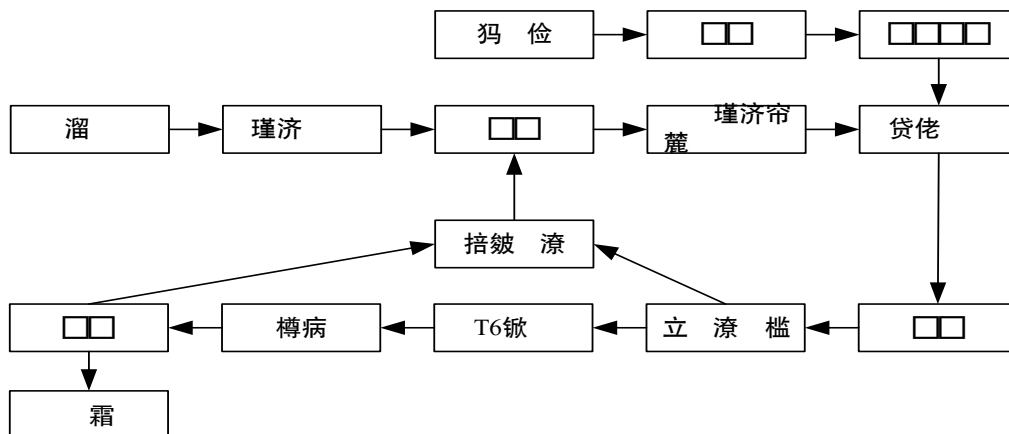 犸 俭 □□ □□□□
溜 瑾济 □□ 瑾济帘
麓
贷佬
掊皴 潦
□□ 樽病 T6锨 立 潦 槛 □□
霜